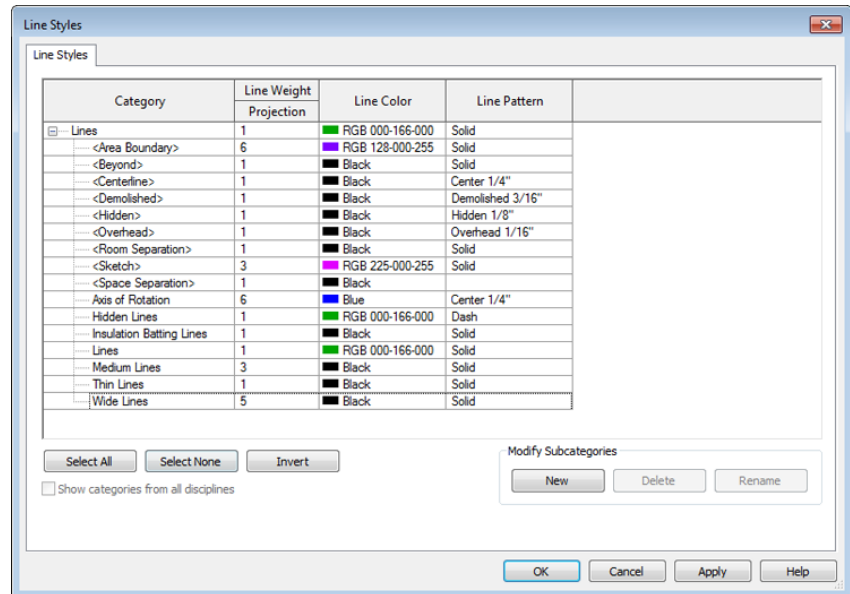 Line Styles
Line Styles
Category Line Weight Line Color Line Pattern
Projection
Lines 1 RGB 000-166-000 Solid
<Area Boundary> 6 RGB 128-000-255 Solid
<Beyond> 1 Black Solid
<Centerline> 1 Black Center 1/4"
<Demolished> 1 Black Demolished 3/16"
<Hidden> 1 Black Hidden 1/8"
<Overhead> 1 Black Overhead 1/16"
<Room Separation> 1 Black Solid
<Sketch> 3 RGB 225-000-255 Solid
<Space Separation> 1 Black
Axis of Rotation 6 Blue Center 1/4"
Hidden Lines 1 RGB 000-166-000 Dash
Insulation Batting Lines 1 Black Solid
Lines 1 RGB 000-166-000 Solid
Medium Lines 3 Black Solid
Thin Lines 1 Black Solid
Wide Lines 5 Black Solid
Select All Select None Invert
Show categories from all disciplines
Modify Subcategories
New Delete Rename
OK Cancel Apply Help